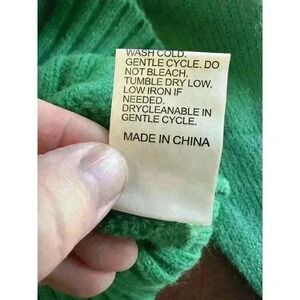 WASH COLD.
GENTLE CYCLE. DO
NOT BLEACH.
TUMBLE DRY LOW.
LOW IRON IF
NEEDED.
DRYCLEANABLE IN
GENTLE CYCLE.
MADE IN CHINA